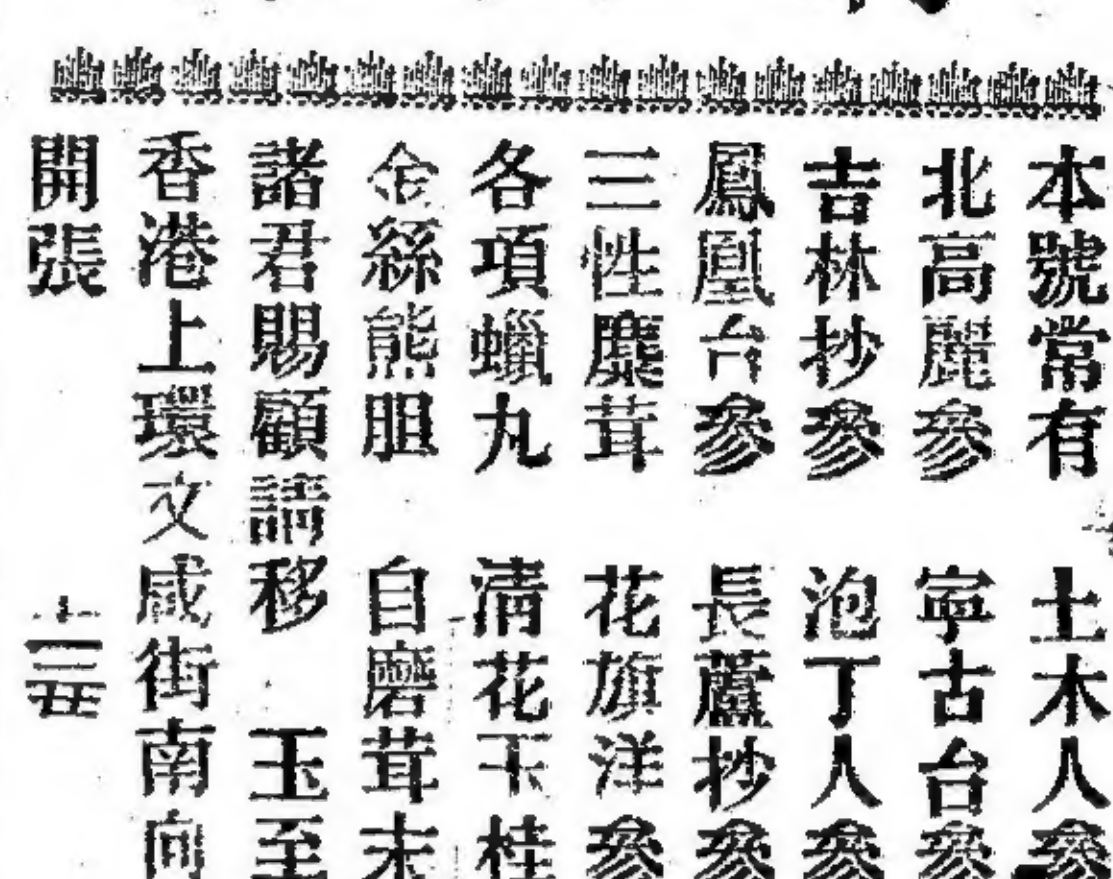 本號常有 土木人參
北高麗參 寧古台參
吉林抄參 泡丁人參
鳳凰台參 長蘆抄參
三性麋茸 花旗洋參
各項蠟丸 清花玉桂
金絲熊胆 自磨茸末
諸君賜顧請移 玉至
香港上環文咸街南向
開張